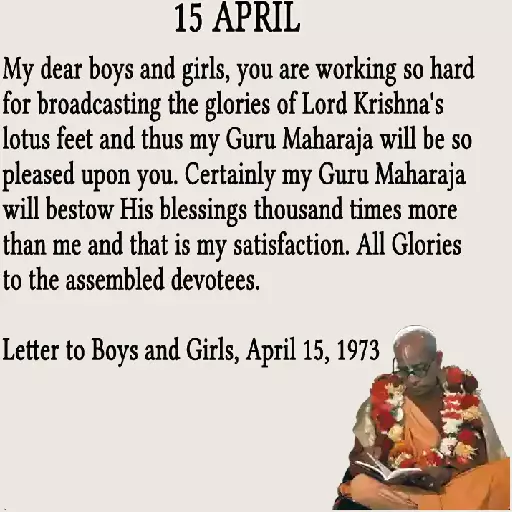 15 APRIL
My dear boys and girls, you are working so hard
for broadcasting the glories of Lord Krishna's
lotus feet and thus my Guru Maharaja will be so
pleased upon you. Certainly my Guru Maharaja
will bestow His blessings thousand times more
than me and that is my satisfaction. All Glories
to the assembled devotees.
Letter to Boys and Girls, April 15, 1973